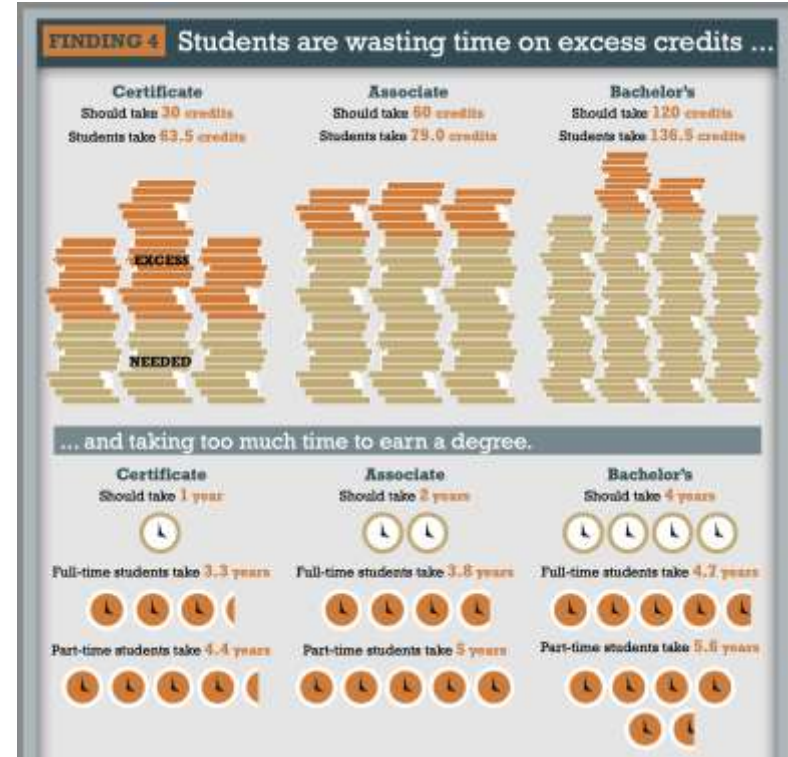 FINDING 4 Students are wasting time on excess credits ...
Certificate
Should take 30 credits
Students take 63.5 credits
Associate
Should take 60 credits
Students take 79.0 credits
Bachelor's
Should take 120 credits
Students take 136.5 credits
EXCESS
NEEDED
... and taking too much time to earn a degree.
Certificate
Should take 1 year
Full-time students take 3.3 years
Part-time students take 4.4 years
Associate
Should take 2 years
Full-time students take 3.8 years
Part-time students take 5 years
Bachelor's
Should take 4 years
Full-time students take 4.7 years
Part-time students take 5.6 years